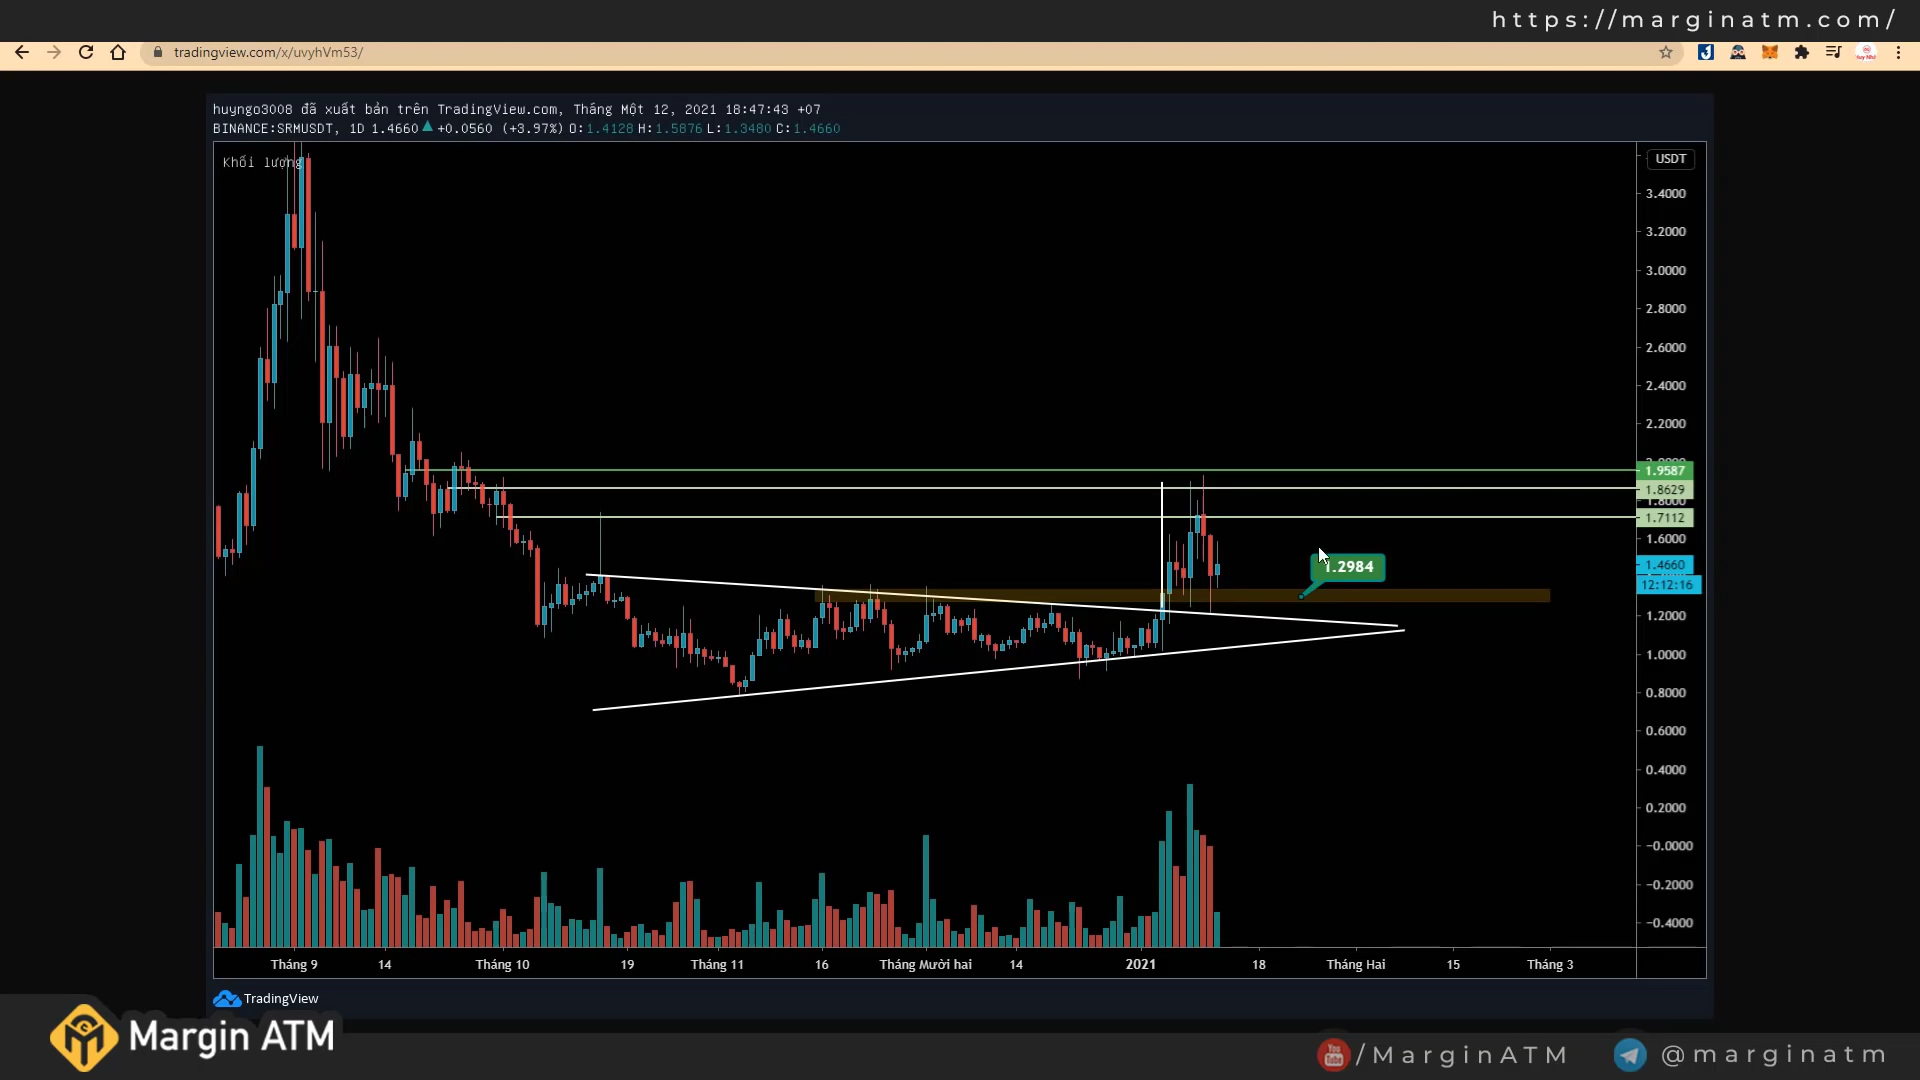 https://marginatm.com/
tradingview.com/x/uvyhVm53/
huyngo3008 đã xuất bản trên TradingView.com, Tháng Một 12, 2021 18:47:43 +07
BINANCE:SRMUSDT, 1D 1.4660 ▲ +0.0560 (+3.97%) O:1.4128 H:1.5876 L:1.3480 C:1.4660
Khối lượng
USDT
3.4000
3.2000
3.0000
2.8000
2.6000
2.4000
2.2000
1.9587
1.8629
1.8000
1.7112
1.6000
1.4660
12:12:16
1.2984
1.2000
1.0000
0.8000
0.6000
0.4000
0.2000
−0.0000
−0.2000
−0.4000
Tháng 9 14 Tháng 10 19 Tháng 11 16 Tháng Mười hai 14 2021 18 Tháng Hai 15 Tháng 3
TradingView
Margin ATM
You Tube /MarginATM @marginatm